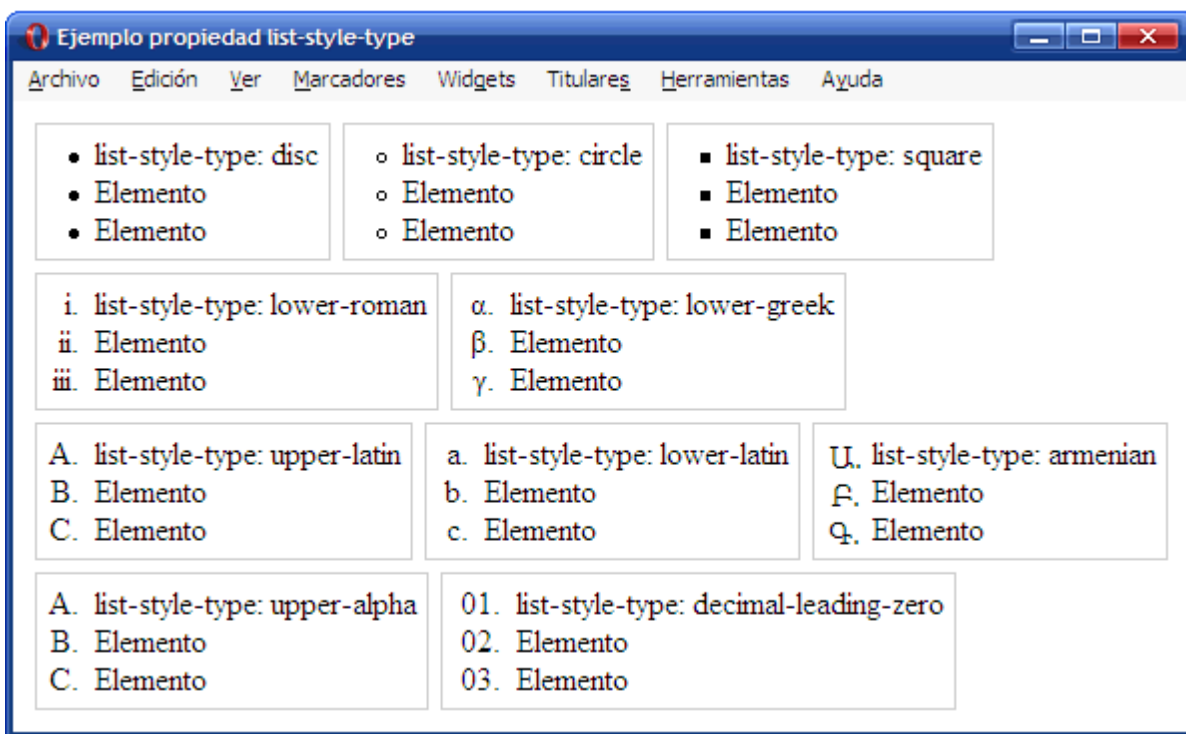 Ejemplo propiedad list-style-type
Archivo Edición Ver Marcadores Widgets Titulares Herramientas Ayuda
• list-style-type: disc
• Elemento
• Elemento
◦ list-style-type: circle
◦ Elemento
◦ Elemento
▪ list-style-type: square
▪ Elemento
▪ Elemento
i. list-style-type: lower-roman
ii. Elemento
iii. Elemento
α. list-style-type: lower-greek
β. Elemento
γ. Elemento
A. list-style-type: upper-latin
B. Elemento
C. Elemento
a. list-style-type: lower-latin
b. Elemento
c. Elemento
Ա. list-style-type: armenian
Բ. Elemento
Գ. Elemento
A. list-style-type: upper-alpha
B. Elemento
C. Elemento
01. list-style-type: decimal-leading-zero
02. Elemento
03. Elemento